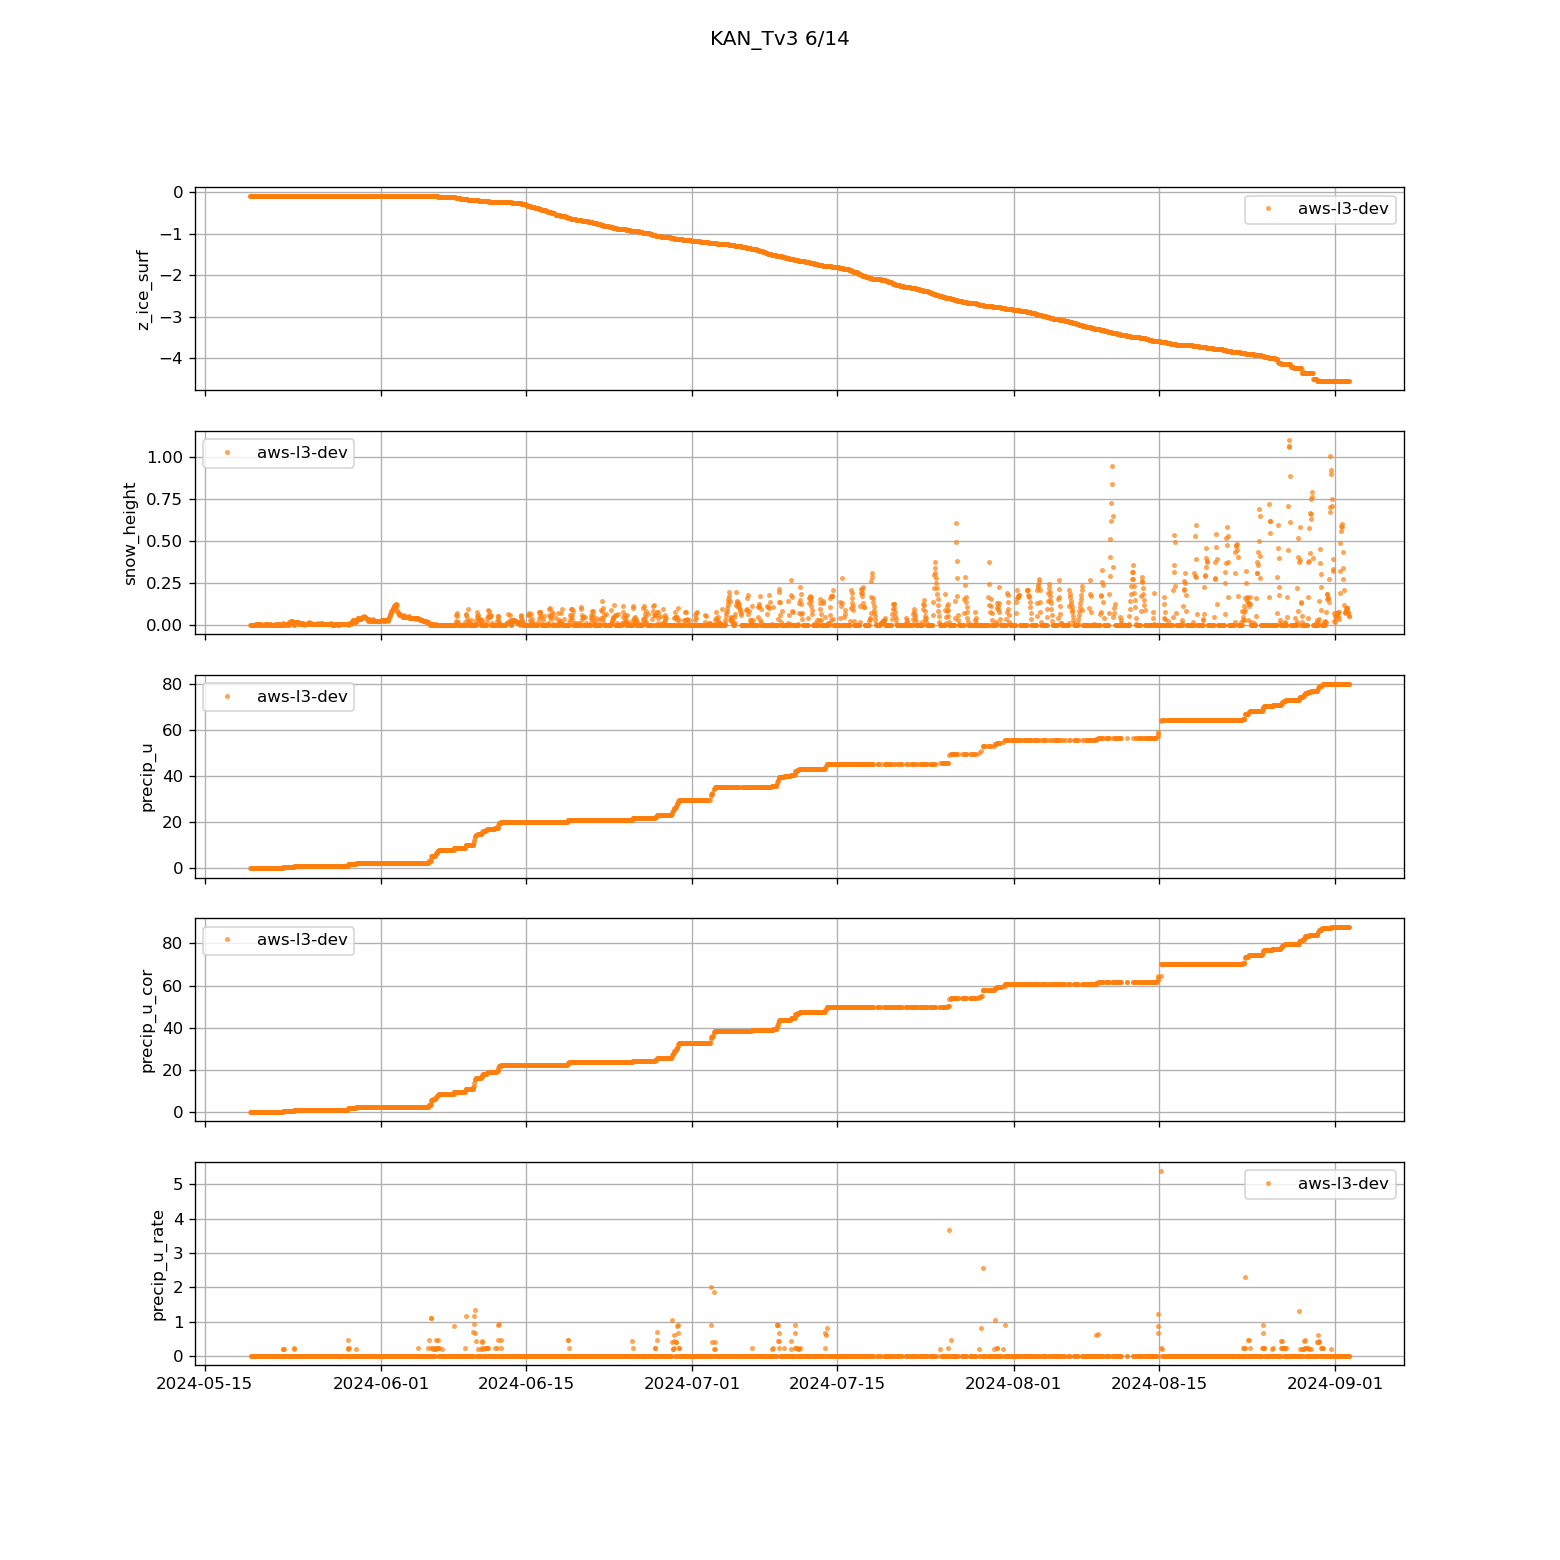 KAN_Tv3 6/14
0
−1
−2
−3
−4
z_ice_surf
aws-l3-dev
1.00
0.75
0.50
0.25
0.00
snow_height
aws-l3-dev
80
60
40
20
0
precip_u
aws-l3-dev
80
60
40
20
0
precip_u_cor
aws-l3-dev
5
4
3
2
1
0
precip_u_rate
aws-l3-dev
2024-05-15 2024-06-01 2024-06-15 2024-07-01 2024-07-15 2024-08-01 2024-08-15 2024-09-01